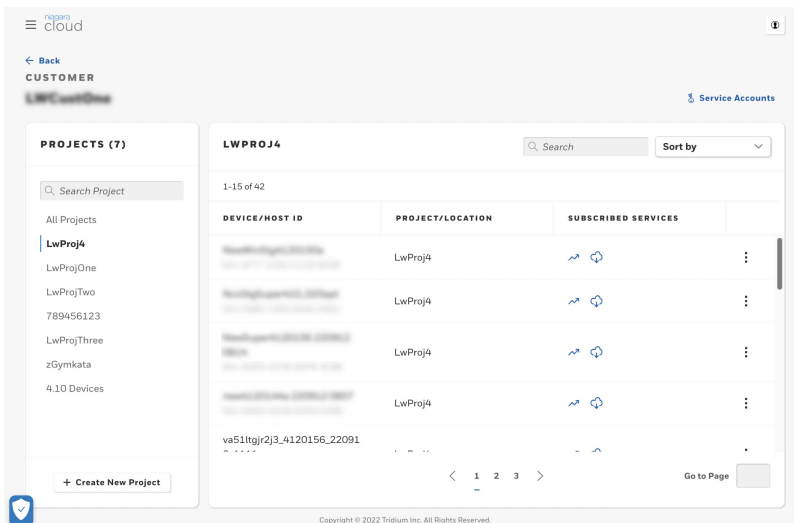 niagara
cloud
Back
CUSTOMER
Service Accounts
PROJECTS (7)
Search Project
All Projects
LwProj4
LwProjOne
LwProjTwo
789456123
LwProjThree
zGymkata
4.10 Devices
+ Create New Project
LWPROJ4
Search
Sort by
1-15 of 42
DEVICE/HOST ID PROJECT/LOCATION SUBSCRIBED SERVICES
LwProj4
LwProj4
LwProj4
LwProj4
va51ltgjr2j3_4120156_22091
1 2 3
Go to Page
Copyright © 2022 Tridium Inc. All Rights Reserved.